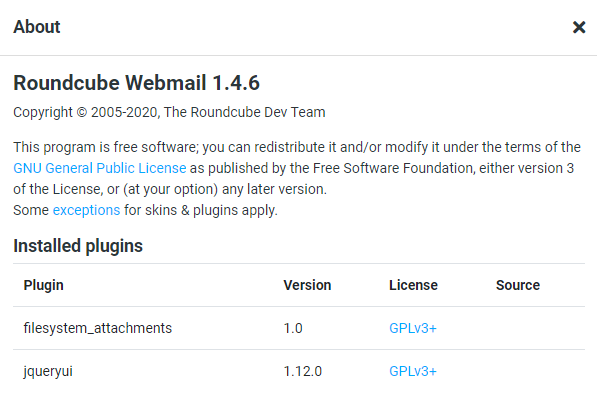 About
Roundcube Webmail 1.4.6
Copyright © 2005-2020, The Roundcube Dev Team
This program is free software; you can redistribute it and/or modify it under the terms of the
GNU General Public License as published by the Free Software Foundation, either version 3
of the License, or (at your option) any later version.
Some exceptions for skins & plugins apply.
Installed plugins
Plugin Version License Source
filesystem_attachments 1.0 GPLv3+
jqueryui 1.12.0 GPLv3+